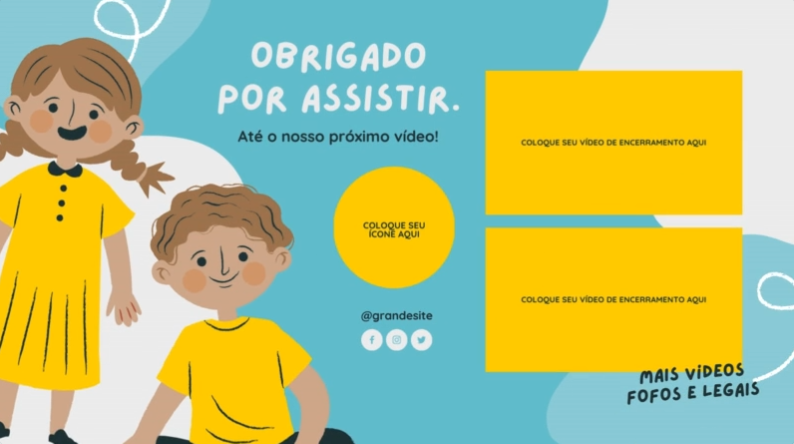 OBRIGADO
POR ASSISTIR.
Até o nosso próximo vídeo!
COLOQUE SEU
ÍCONE AQUI
@grandesite
COLOQUE SEU VÍDEO DE ENCERRAMENTO AQUI
COLOQUE SEU VÍDEO DE ENCERRAMENTO AQUI
MAIS VÍDEOS
FOFOS E LEGAIS